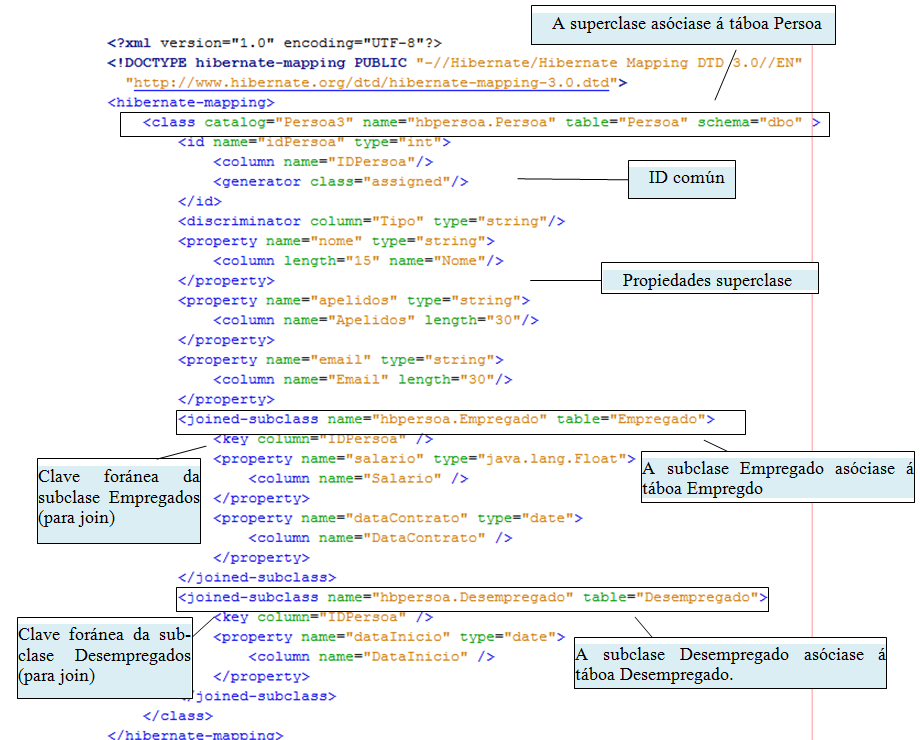 A superclase asóciase á táboa Persoa
<?xml version="1.0" encoding="UTF-8"?>
<!DOCTYPE hibernate-mapping PUBLIC "-//Hibernate/Hibernate Mapping DTD 3.0//EN"
"http://www.hibernate.org/dtd/hibernate-mapping-3.0.dtd">
<hibernate-mapping>
<class catalog="Persoa3" name="hbpersoa.Persoa" table="Persoa" schema="dbo" >
<id name="idPersoa" type="int">
<column name="IDPersoa"/>
<generator class="assigned"/>
ID común
</id>
<discriminator column="Tipo" type="string"/>
<property name="nome" type="string">
<column length="15" name="Nome"/>
</property>
Propiedades superclase
<property name="apelidos" type="string">
<column name="Apelidos" length="30"/>
</property>
<property name="email" type="string">
<column name="Email" length="30"/>
</property>
<joined-subclass name="hbpersoa.Empregado" table="Empregado">
<key column="IDPersoa" />
<property name="salario" type="java.lang.Float">
<column name="Salario" />
</property>
Clave foránea da
subclase Empregados
(para join)
A subclase Empregado asóciase á
táboa Empregdo
<property name="dataContrato" type="date">
<column name="DataContrato" />
</property>
</joined-subclass>
<joined-subclass name="hbpersoa.Desempregado" table="Desempregado">
<key column="IDPersoa" />
<property name="dataInicio" type="date">
<column name="DataInicio" />
</property>
Clave foránea da sub-
clase Desempregados
(para join)
A subclase Desempregado asóciase á
táboa Desempregado.
</joined-subclass>
</class>
</hibernate-mapping>